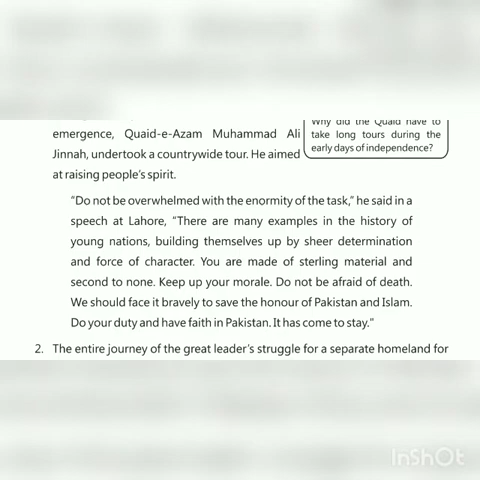 Why did the Quaid have to
emergence, Quaid-e-Azam Muhammad Ali
take long tours during the
Jinnah, undertook a countrywide tour. He aimed
early days of independence?
at raising people's spirit.
"Do not be overwhelmed with the enormity of the task," he said in a
speech at Lahore, "There are many examples in the history of
young nations, building themselves up by sheer determination
and force of character. You are made of sterling material and
second to none. Keep up your morale. Do not be afraid of death.
We should face it bravely to save the honour of Pakistan and Islam.
Do your duty and have faith in Pakistan. It has come to stay."
2. The entire journey of the great leader's struggle for a separate homeland for
InShOt